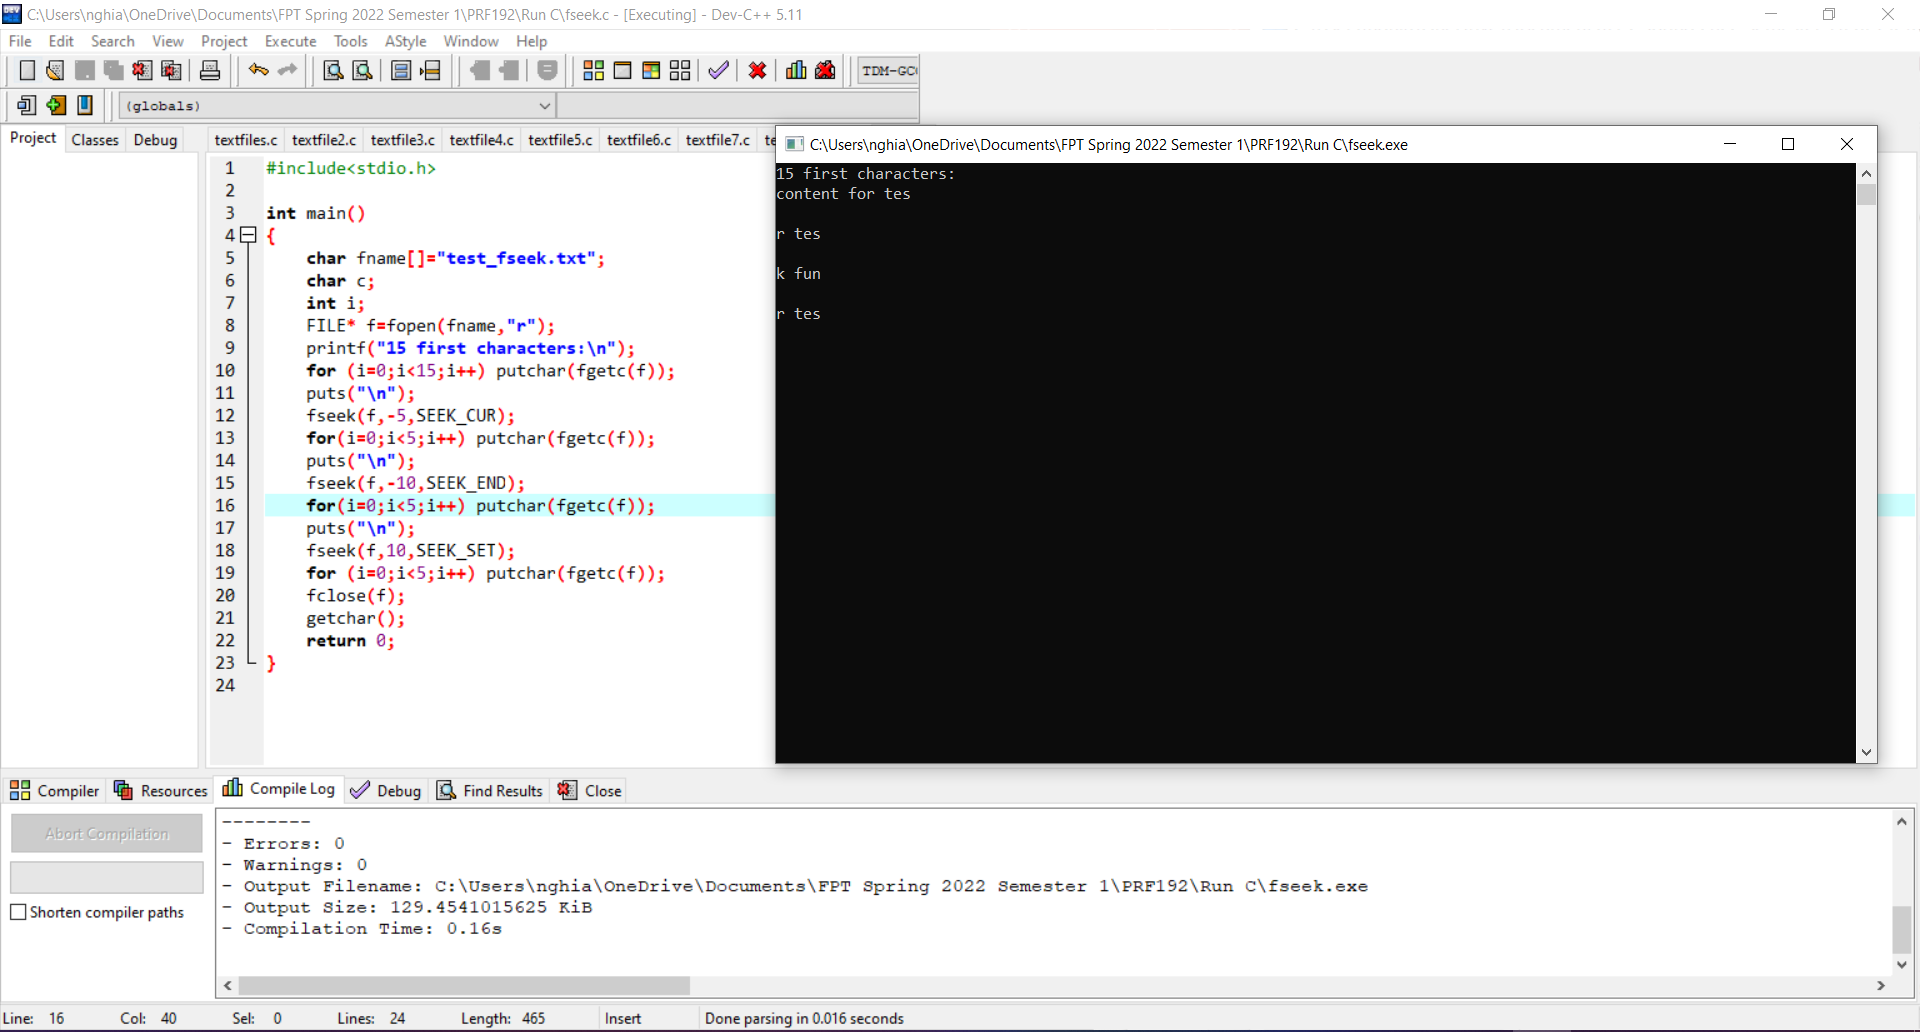 C:\Users\nghia\OneDrive\Documents\FPT Spring 2022 Semester 1\PRF192\Run C\fseek.c - [Executing] - Dev-C++ 5.11
File Edit Search View Project Execute Tools AStyle Window Help
TDM-GC
(globals)
Project Classes Debug
textfiles.c textfile2.c textfile3.c textfile4.c textfile5.c textfile6.c textfile7.c te
1 #include<stdio.h>
2
3 int main()
4 {
5 char fname[]="test_fseek.txt";
6 char c;
7 int i;
8 FILE* f=fopen(fname,"r");
9 printf("15 first characters:\n");
10 for (i=0;i<15;i++) putchar(fgetc(f));
11 puts("\n");
12 fseek(f,-5,SEEK_CUR);
13 for(i=0;i<5;i++) putchar(fgetc(f));
14 puts("\n");
15 fseek(f,-10,SEEK_END);
16 for(i=0;i<5;i++) putchar(fgetc(f));
17 puts("\n");
18 fseek(f,10,SEEK_SET);
19 for (i=0;i<5;i++) putchar(fgetc(f));
20 fclose(f);
21 getchar();
22 return 0;
23 }
24
C:\Users\nghia\OneDrive\Documents\FPT Spring 2022 Semester 1\PRF192\Run C\fseek.exe
15 first characters:
content for tes
r tes
k fun
r tes
Compiler Resources Compile Log Debug Find Results Close
Abort Compilation
Shorten compiler paths
--------
- Errors: 0
- Warnings: 0
- Output Filename: C:\Users\nghia\OneDrive\Documents\FPT Spring 2022 Semester 1\PRF192\Run C\fseek.exe
- Output Size: 129.4541015625 KiB
- Compilation Time: 0.16s
Line: 16 Col: 40 Sel: 0 Lines: 24 Length: 465 Insert Done parsing in 0.016 seconds